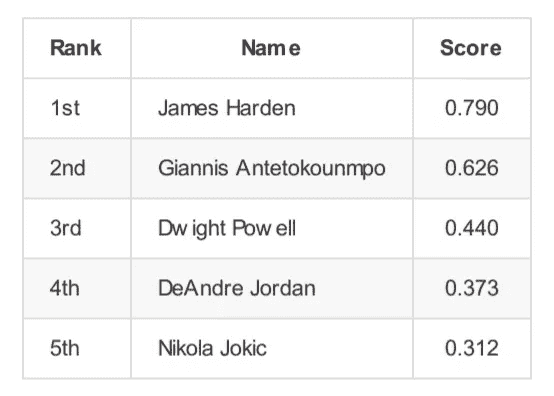 Rank Name Score
1st James Harden 0.790
2nd Giannis Antetokounmpo 0.626
3rd Dwight Powell 0.440
4th DeAndre Jordan 0.373
5th Nikola Jokic 0.312